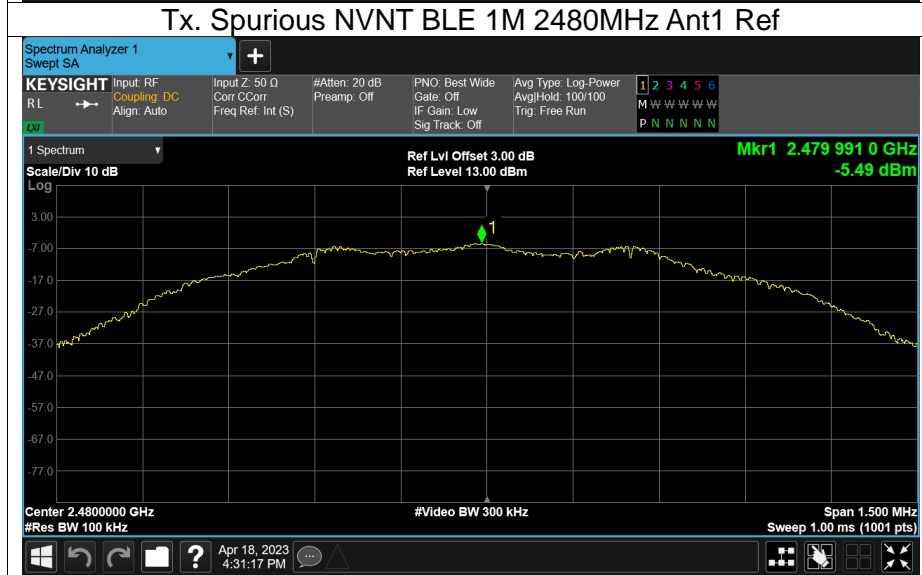 Tx. Spurious NVNT BLE 1M 2480MHz Ant1 Ref
Spectrum Analyzer 1
Swept SA
KEYSIGHT
RL
LXI
Input: RF
Coupling: DC
Align: Auto
Input Z: 50 Ω
Corr CCorr
Freq Ref: Int (S)
#Atten: 20 dB
Preamp: Off
PNO: Best Wide
Gate: Off
IF Gain: Low
Sig Track: Off
Avg Type: Log-Power
Avg|Hold: 100/100
Trig: Free Run
1 2 3 4 5 6
M W W W W W
P N N N N N
1 Spectrum
Scale/Div 10 dB
Ref Lvl Offset 3.00 dB
Ref Level 13.00 dBm
Mkr1 2.479 991 0 GHz
-5.49 dBm
Log
3.00
-7.00
-17.0
-27.0
-37.0
-47.0
-57.0
-67.0
-77.0
1
Center 2.4800000 GHz
#Res BW 100 kHz
#Video BW 300 kHz
Span 1.500 MHz
Sweep 1.00 ms (1001 pts)
?
Apr 18, 2023
4:31:17 PM